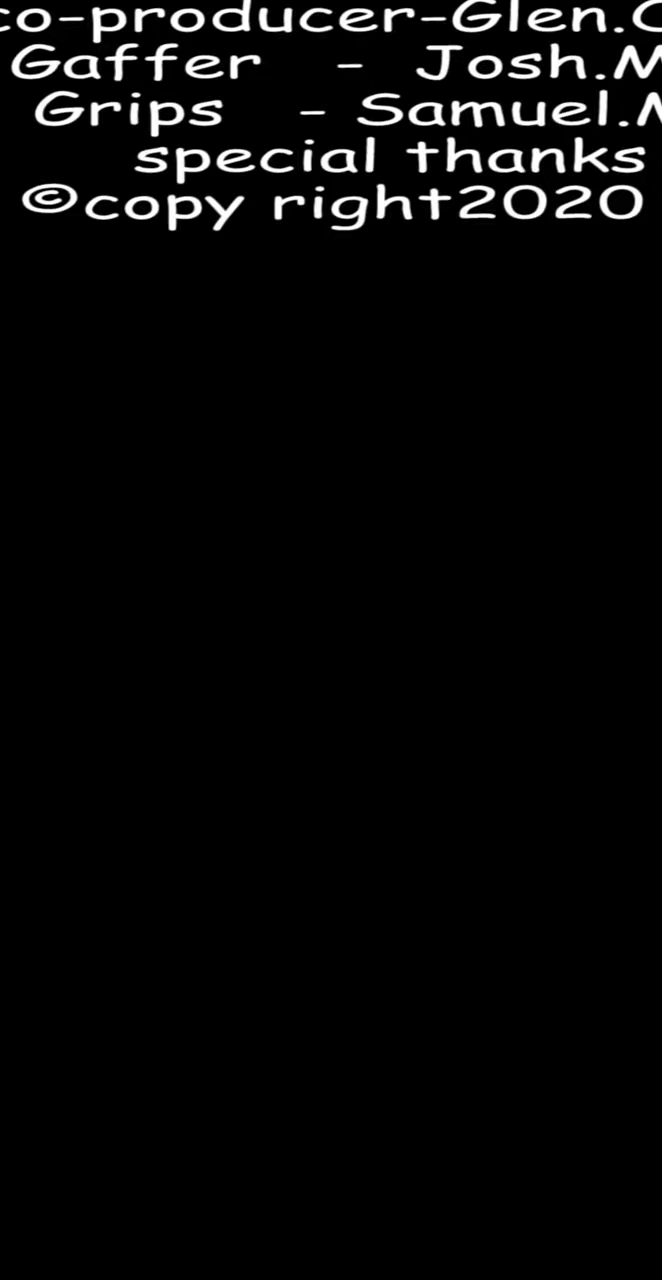 co-producer-Glen.
Gaffer - Josh.M
Grips - Samuel.
special thanks
©copy right2020